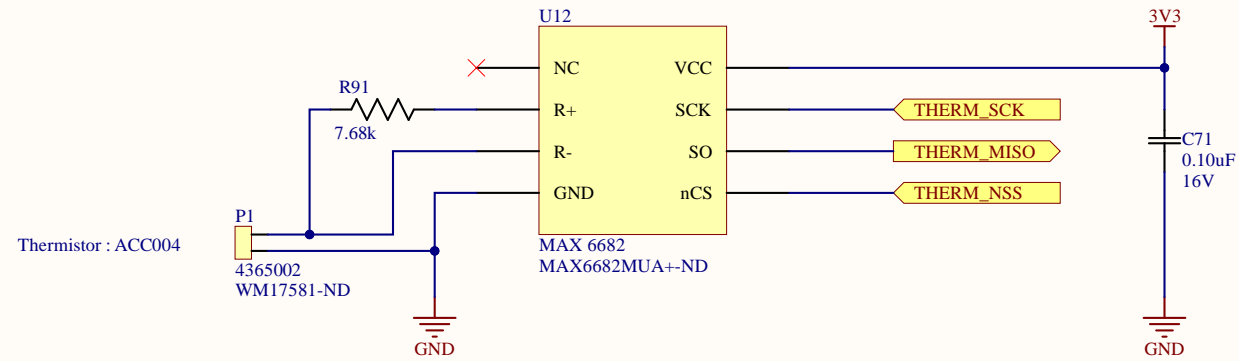 U12
3V3
NC
VCC
R91
R+
SCK
THERM_SCK
7.68k
R-
SO
THERM_MISO
C71
0.10uF
16V
GND
nCS
THERM_NSS
P1
Thermistor : ACC004
4365002
WM17581-ND
MAX 6682
MAX6682MUA+-ND
GND
GND